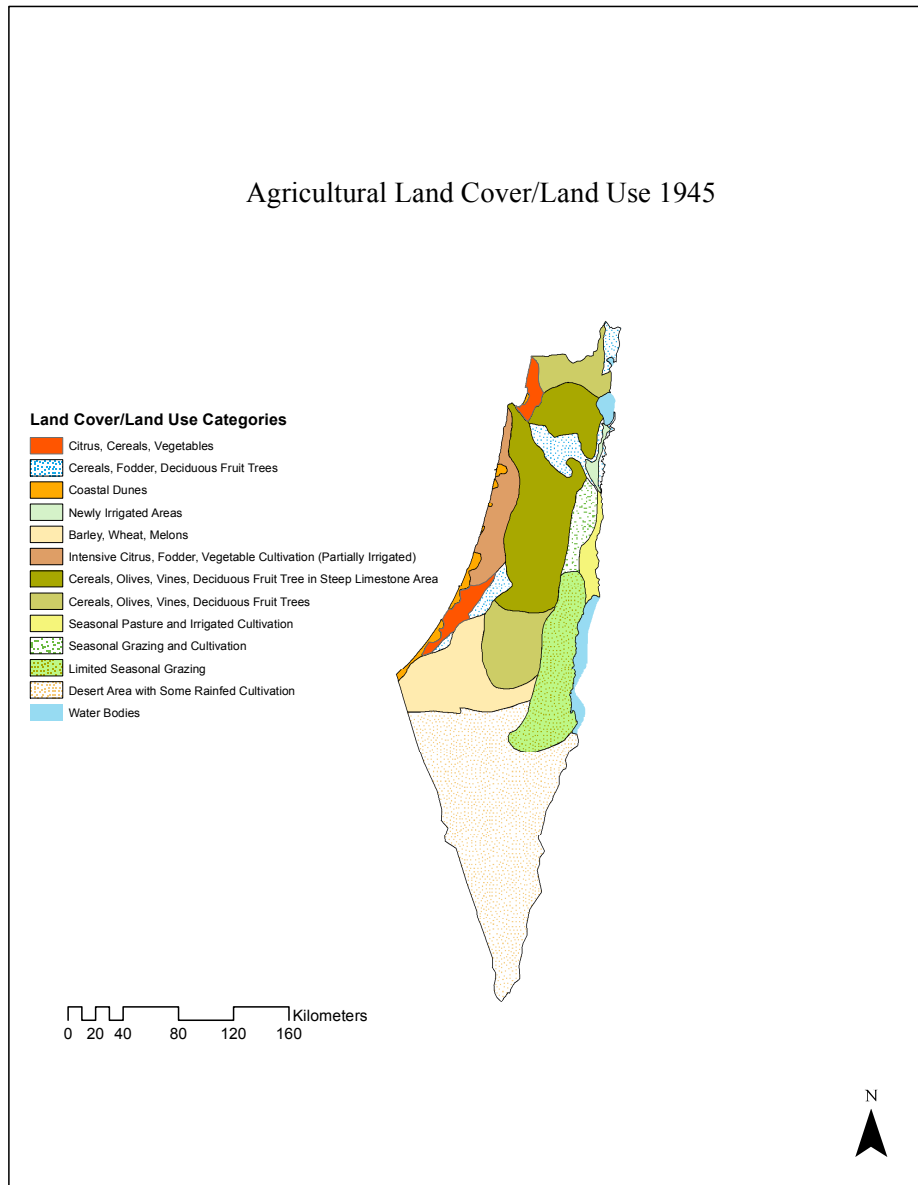 Agricultural Land Cover/Land Use 1945
Land Cover/Land Use Categories
Citrus, Cereals, Vegetables
Cereals, Fodder, Deciduous Fruit Trees
Coastal Dunes
Newly Irrigated Areas
Barley, Wheat, Melons
Intensive Citrus, Fodder, Vegetable Cultivation (Partially Irrigated)
Cereals, Olives, Vines, Deciduous Fruit Tree in Steep Limestone Area
Cereals, Olives, Vines, Deciduous Fruit Trees
Seasonal Pasture and Irrigated Cultivation
Seasonal Grazing and Cultivation
Limited Seasonal Grazing
Desert Area with Some Rainfed Cultivation
Water Bodies
Kilometers
0 20 40 80 120 160
N